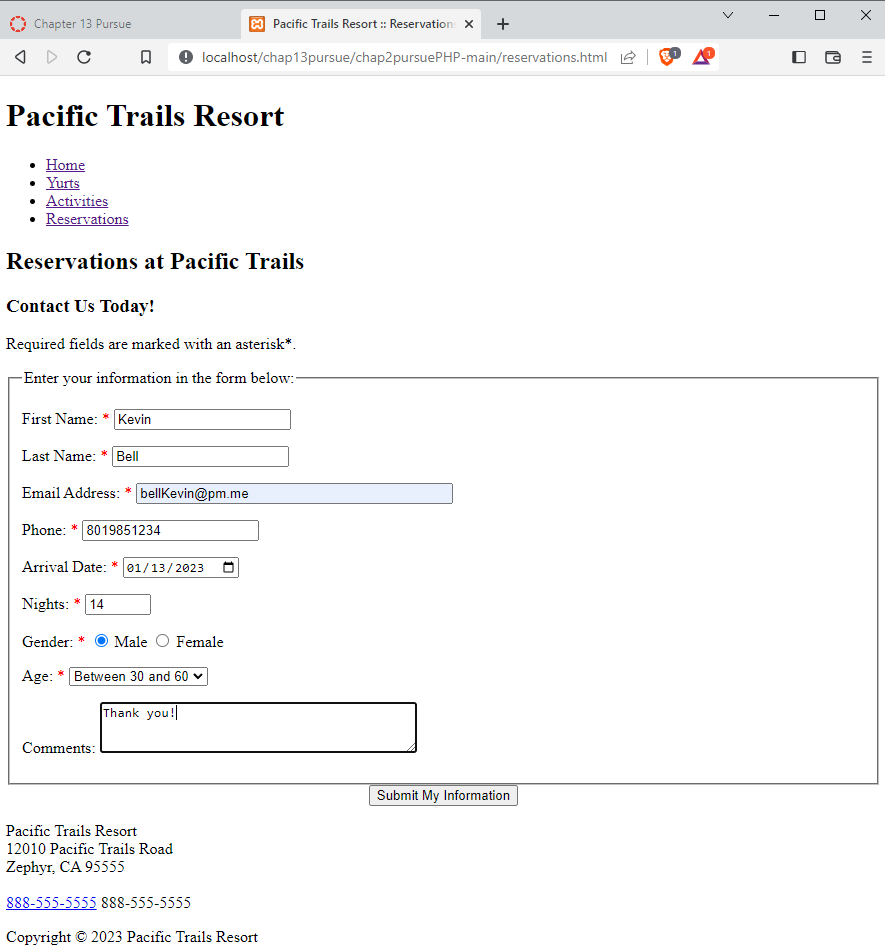 Chapter 13 Pursue
Pacific Trails Resort :: Reservation
localhost/chap13pursue/chap2pursuePHP-main/reservations.html
1
1
Pacific Trails Resort
Home
Yurts
Activities
Reservations
Reservations at Pacific Trails
Contact Us Today!
Required fields are marked with an asterisk*.
Enter your information in the form below:
First Name: * Kevin
Last Name: * Bell
Email Address: * bellKevin@pm.me
Phone: * 8019851234
Arrival Date: * 01/13/2023
Nights: * 14
Gender: * Male Female
Age: * Between 30 and 60
Thank you!
Comments:
Submit My Information
Pacific Trails Resort
12010 Pacific Trails Road
Zephyr, CA 95555
888-555-5555 888-555-5555
Copyright © 2023 Pacific Trails Resort